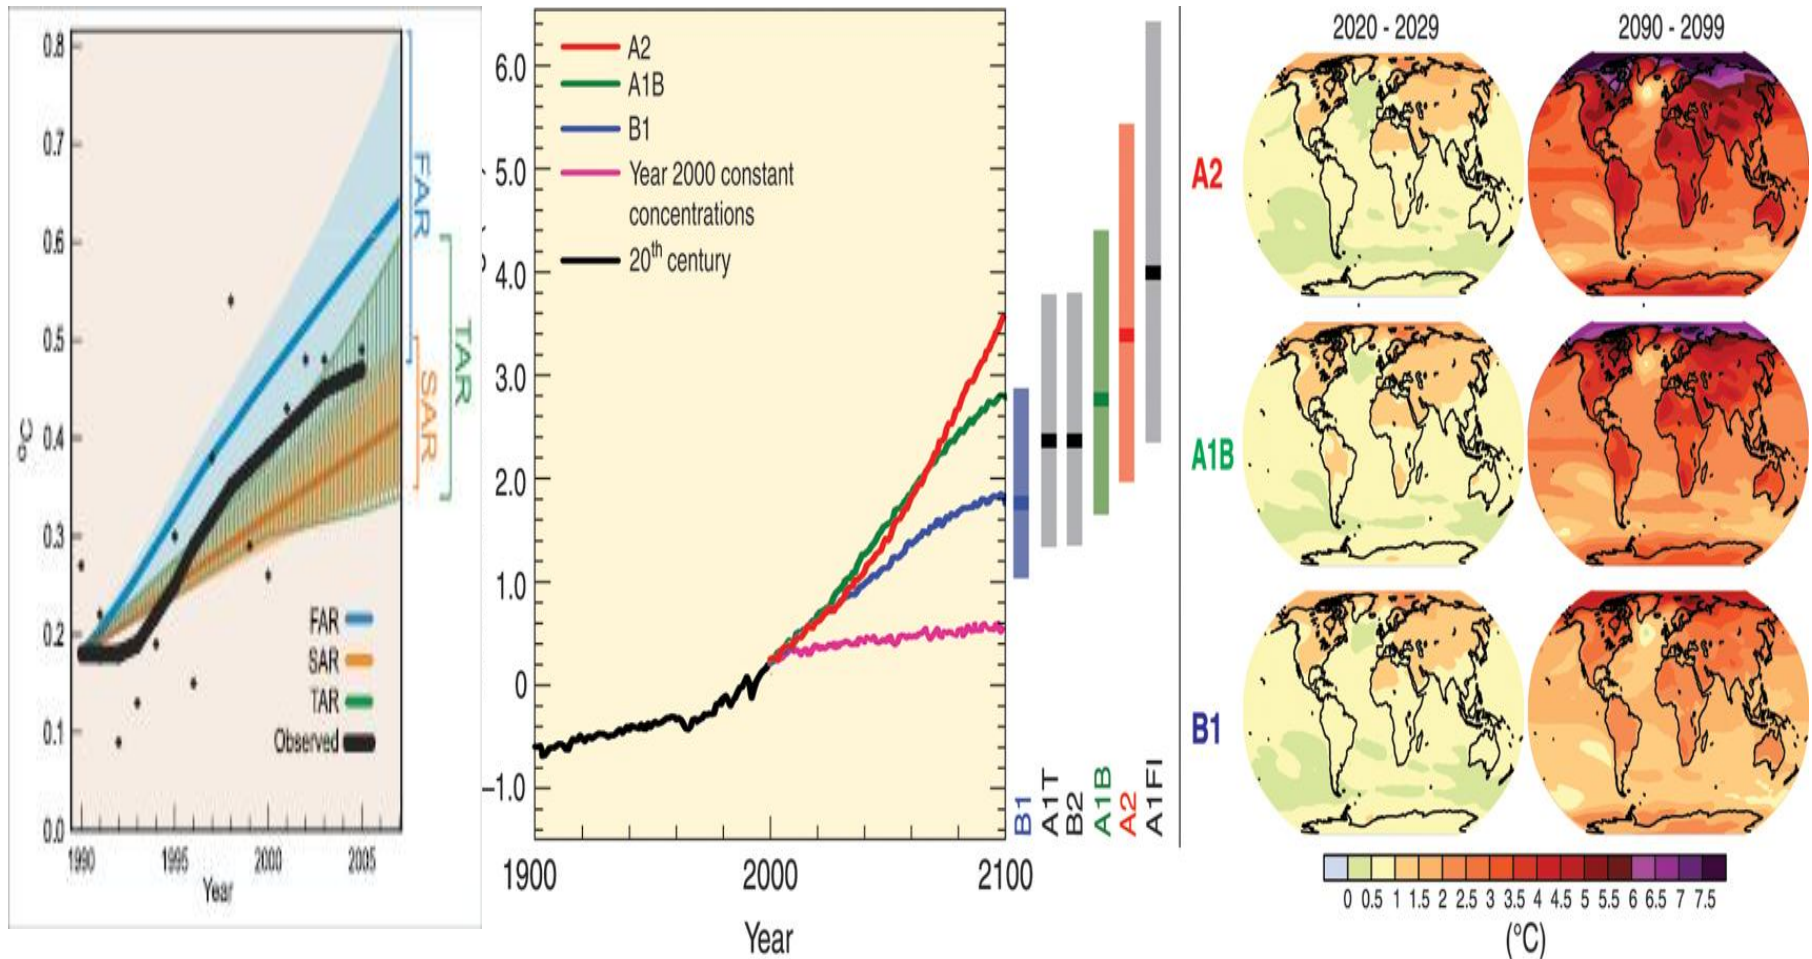 0.8
0.7
0.6
0.5
0.4
0.3
0.2
0.1
0.0
°C
FAR
SAR
TAR
FAR
SAR
TAR
Observed
1990
1995
2000
2005
Year
A2
A1B
B1
Year 2000 constant
concentrations
20th century
6.0
5.0
4.0
3.0
2.0
1.0
0
–1.0
1900
2000
2100
Year
B1
A1T
B2
A1B
A2
A1FI
2020 - 2029
2090 - 2099
A2
A1B
B1
0 0.5 1 1.5 2 2.5 3 3.5 4 4.5 5 5.5 6 6.5 7 7.5
(°C)